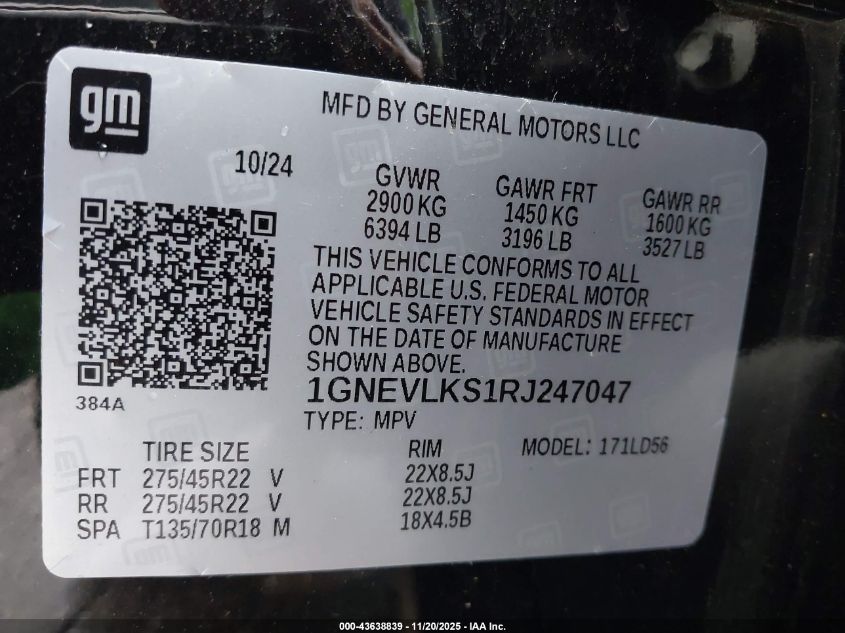 gm
MFD BY GENERAL MOTORS LLC
10/24
GVWR
2900 KG
6394 LB
GAWR FRT
1450 KG
3196 LB
GAWR RR
1600 KG
3527 LB
THIS VEHICLE CONFORMS TO ALL
APPLICABLE U.S. FEDERAL MOTOR
VEHICLE SAFETY STANDARDS IN EFFECT
ON THE DATE OF MANUFACTURE
SHOWN ABOVE.
384A
1GNEVLKS1RJ247047
TYPE: MPV
TIRE SIZE RIM MODEL: 171LD56
FRT 275/45R22 V 22X8.5J
RR 275/45R22 V 22X8.5J
SPA T135/70R18 M 18X4.5B
000-43638839 - 11/20/2025 - IAA Inc.